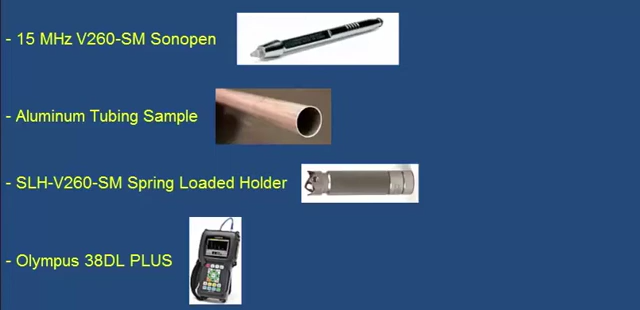 - 15 MHz V260-SM Sonopen
- Aluminum Tubing Sample
- SLH-V260-SM Spring Loaded Holder
- Olympus 38DL PLUS